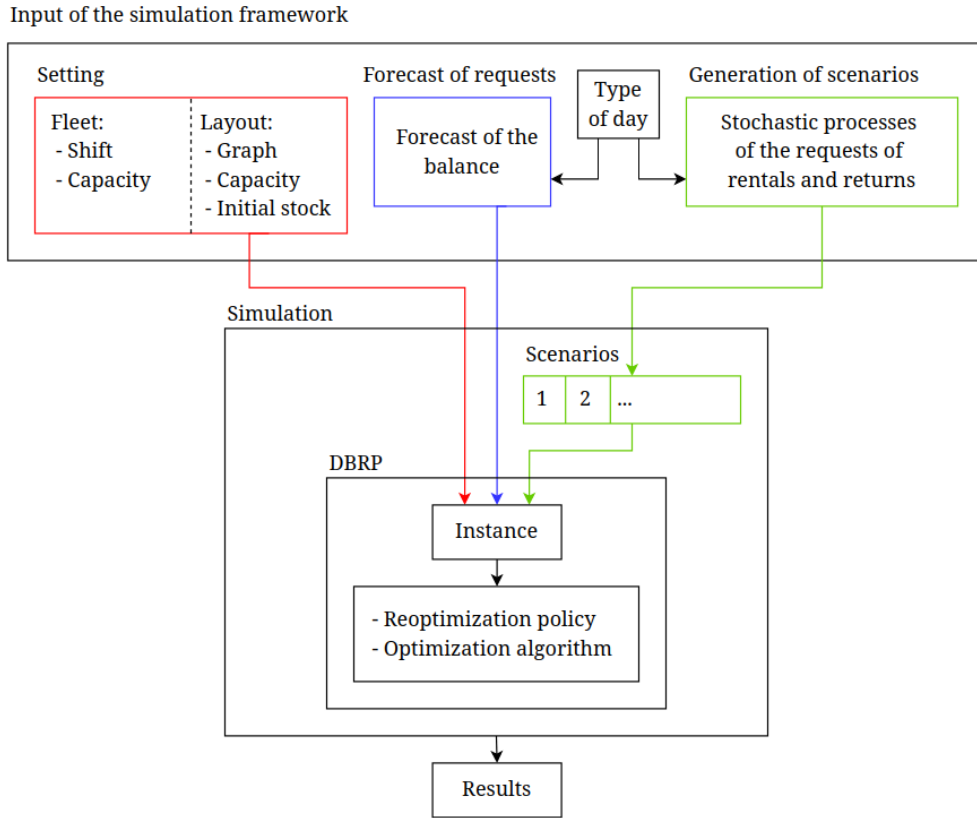 Input of the simulation framework
Setting
Fleet:
- Shift
- Capacity
Layout:
- Graph
- Capacity
- Initial stock
Forecast of requests
Forecast of the
balance
Type
of day
Generation of scenarios
Stochastic processes
of the requests of
rentals and returns
Simulation
Scenarios
1
2
...
DBRP
Instance
- Reoptimization policy
- Optimization algorithm
Results